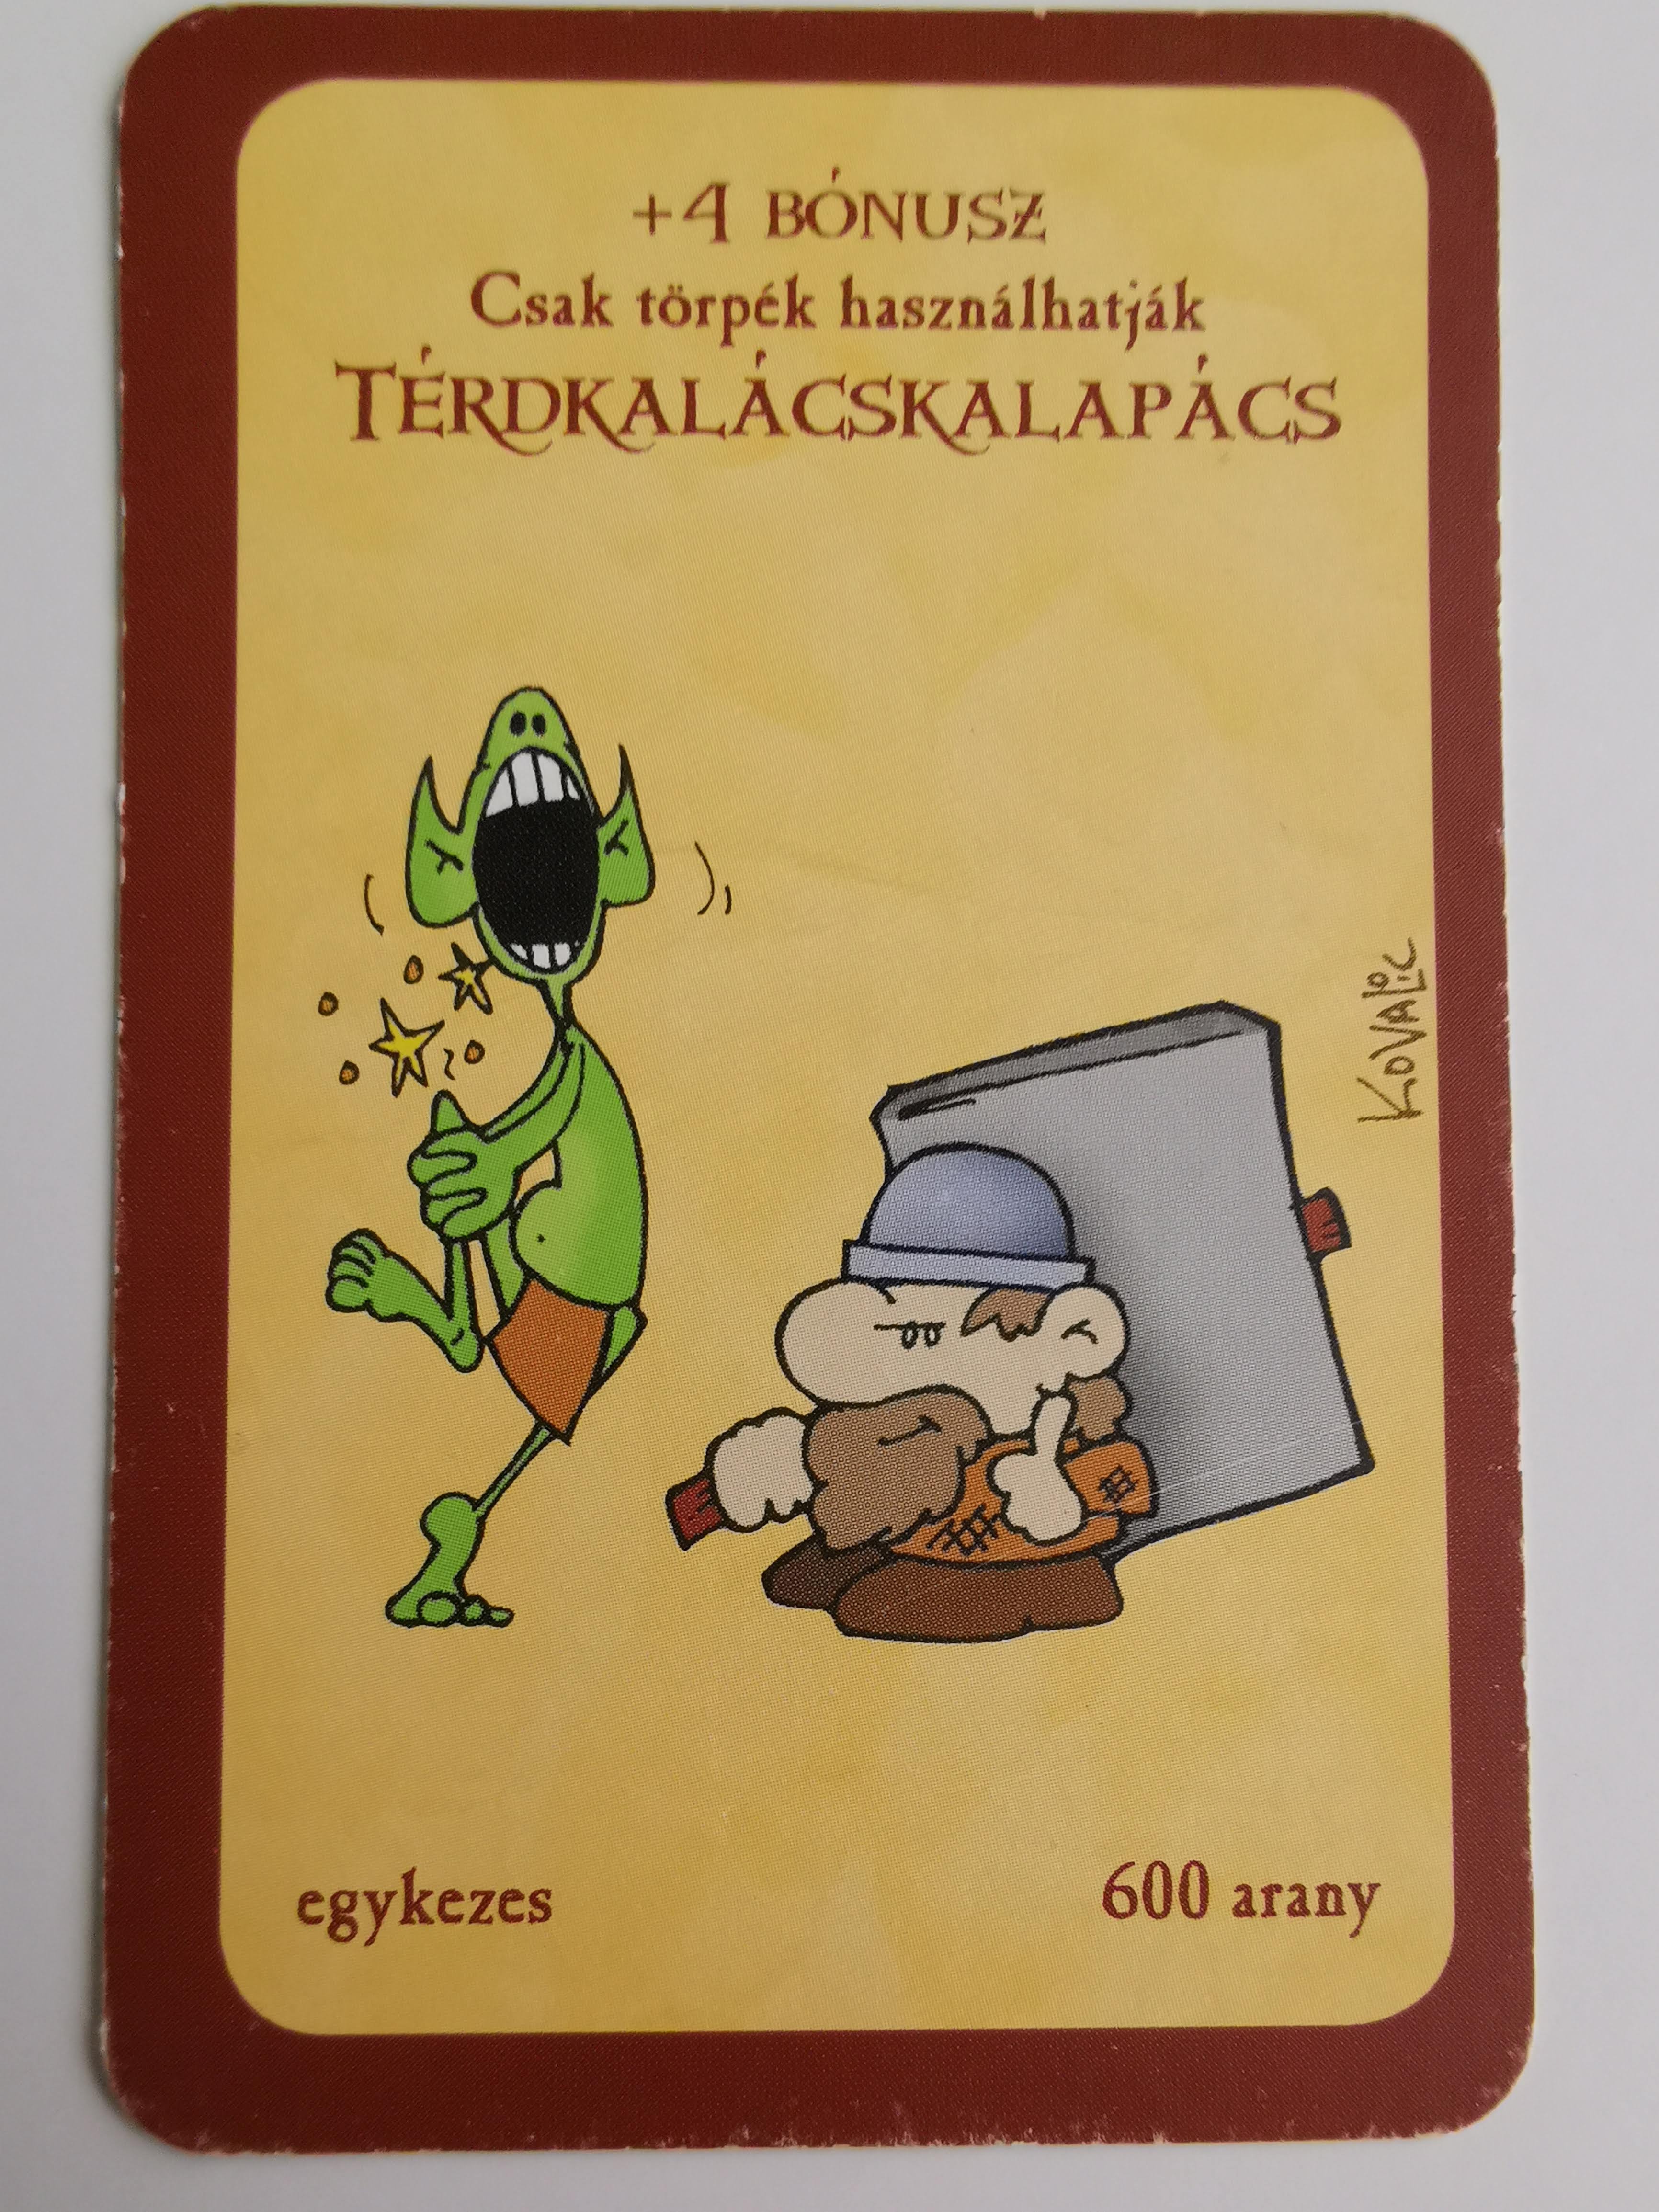 +4 BÓNUSZ
Csak törpék használhatják
TÉRDKALÁCSKALAPÁCS
KOVALIC
egykezes
600 arany